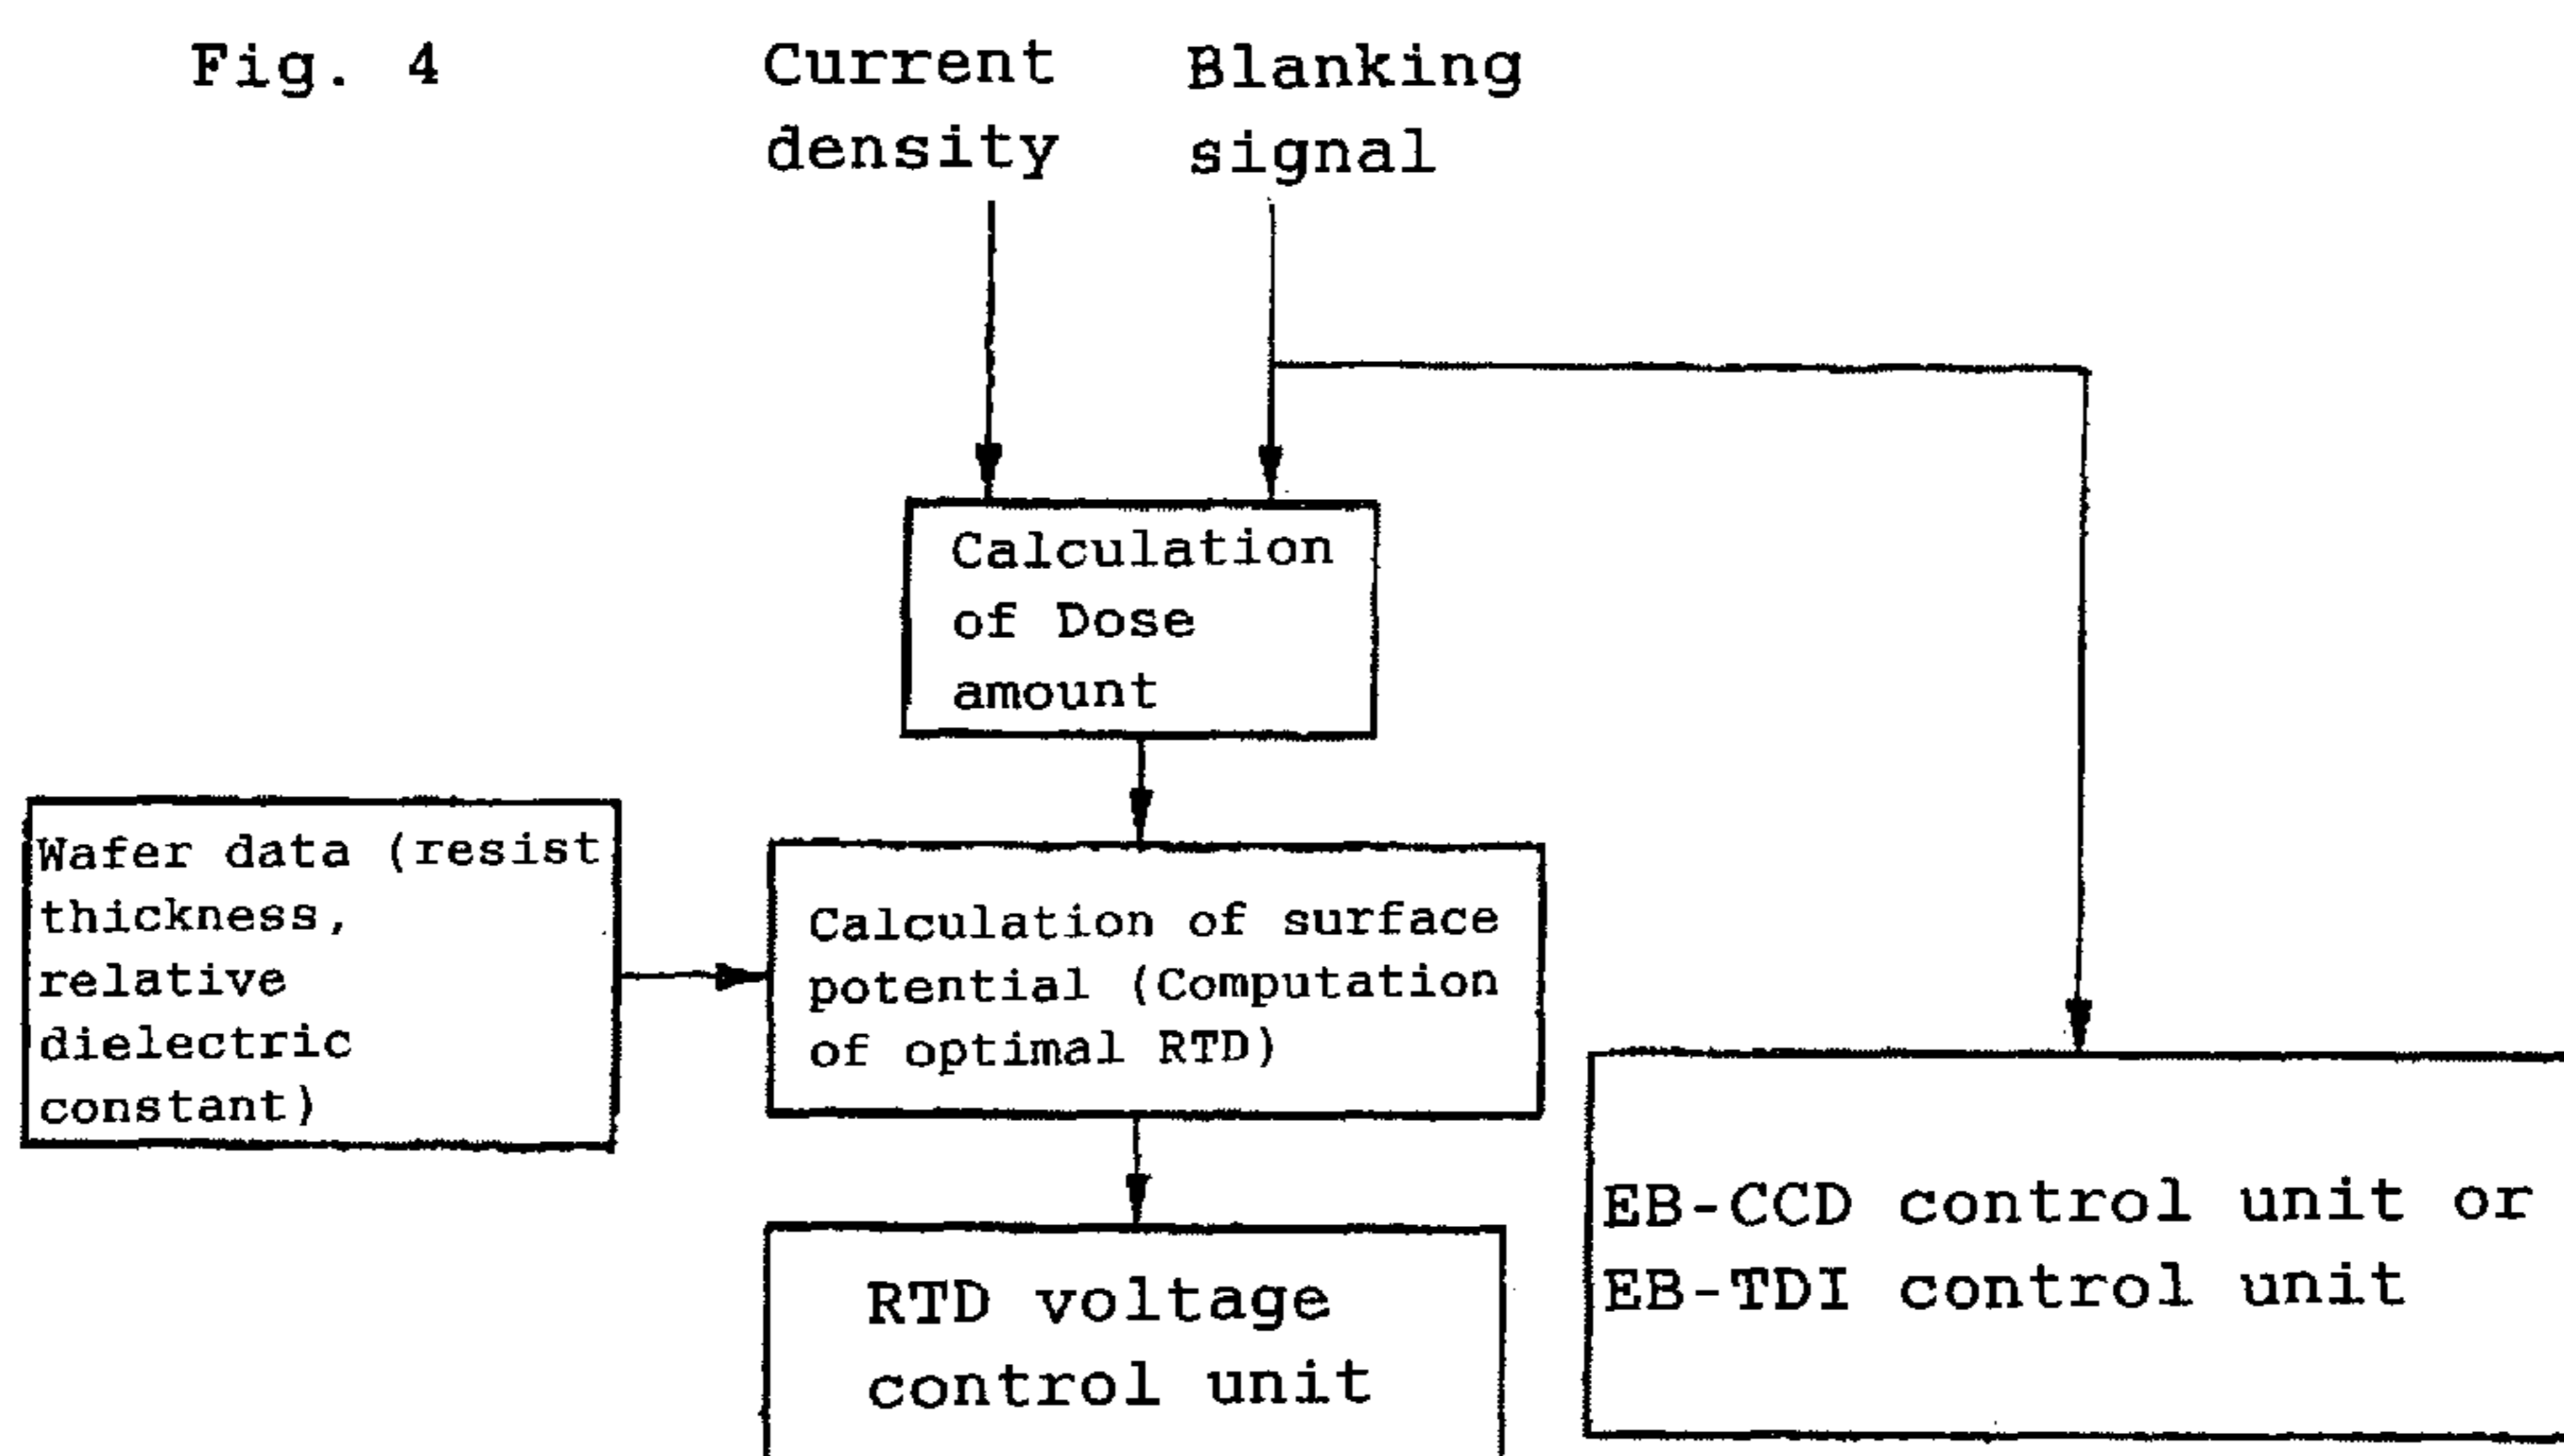 Fig. 4
Current
density
Blanking
signal
Calculation
of Dose
amount
Wafer data (resist
thickness,
relative
dielectric
constant)
Calculation of surface
potential (Computation
of optimal RTD)
RTD voltage
control unit
EB-CCD control unit or
EB-TDI control unit